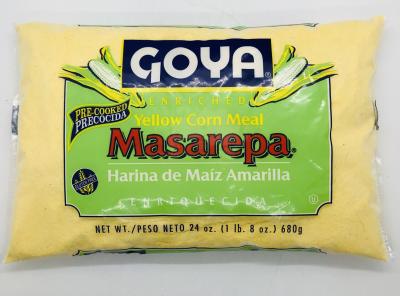 GOYA®
ENRICHED
PRE-COOKED
PRECOCIDA
Yellow Corn Meal
Masarepa®
Harina de Maíz Amarilla
ENRIQUECIDA
NET WT./PESO NETO 24 oz. (1 lb. 8 oz.) 680g